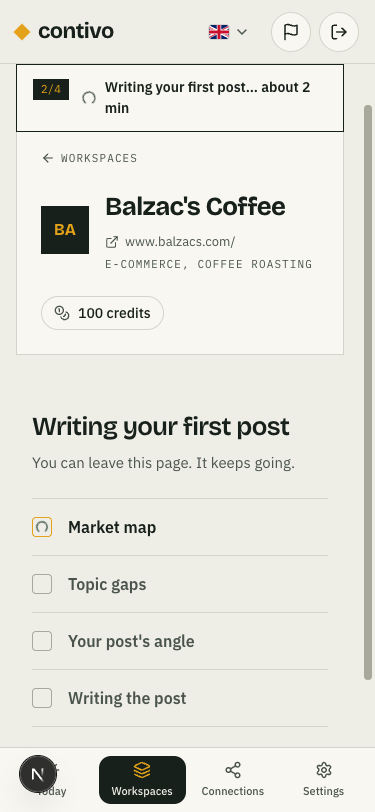 contivo
2/4
Writing your first post... about 2
min
WORKSPACES
BA
Balzac's Coffee
www.balzacs.com/
E-COMMERCE, COFFEE ROASTING
100 credits
Writing your first post
You can leave this page. It keeps going.
Market map
Topic gaps
Your post's angle
Writing the post
N
Workspaces
Connections
Settings